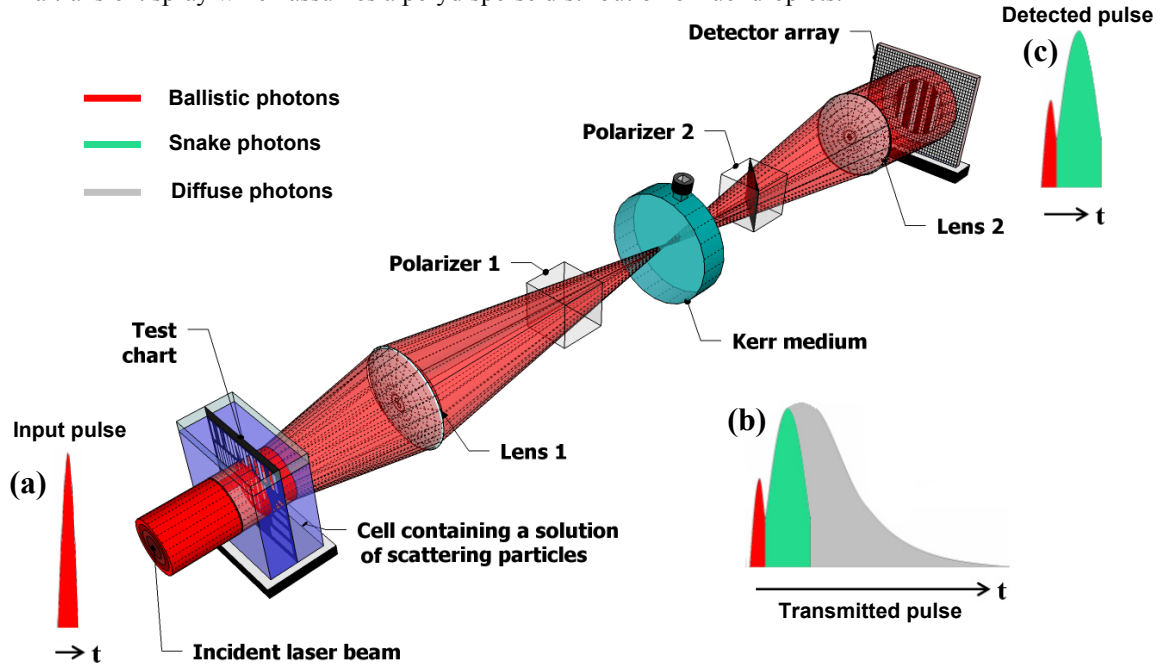 Detected pulse
Detector array
(c)
Ballistic photons
Snake photons
Diffuse photons
Polarizer 2
t
Lens 2
Polarizer 1
Kerr medium
Test
chart
Input pulse
(a)
Lens 1
(b)
Cell containing a solution
of scattering particles
t
Transmitted pulse
t
Incident laser beam